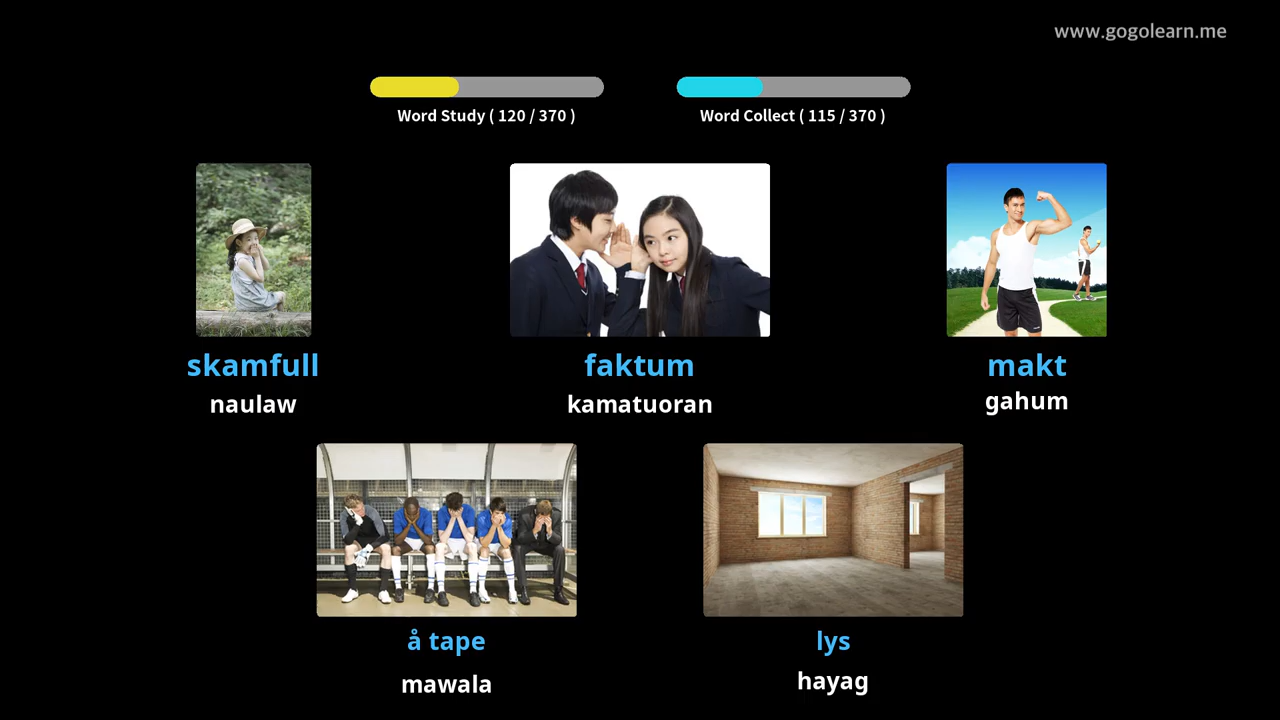 www.gogolearn.me
Word Study ( 120 / 370 )
Word Collect ( 115 / 370 )
skamfull
naulaw
faktum
kamatuoran
makt
gahum
å tape
mawala
lys
hayag